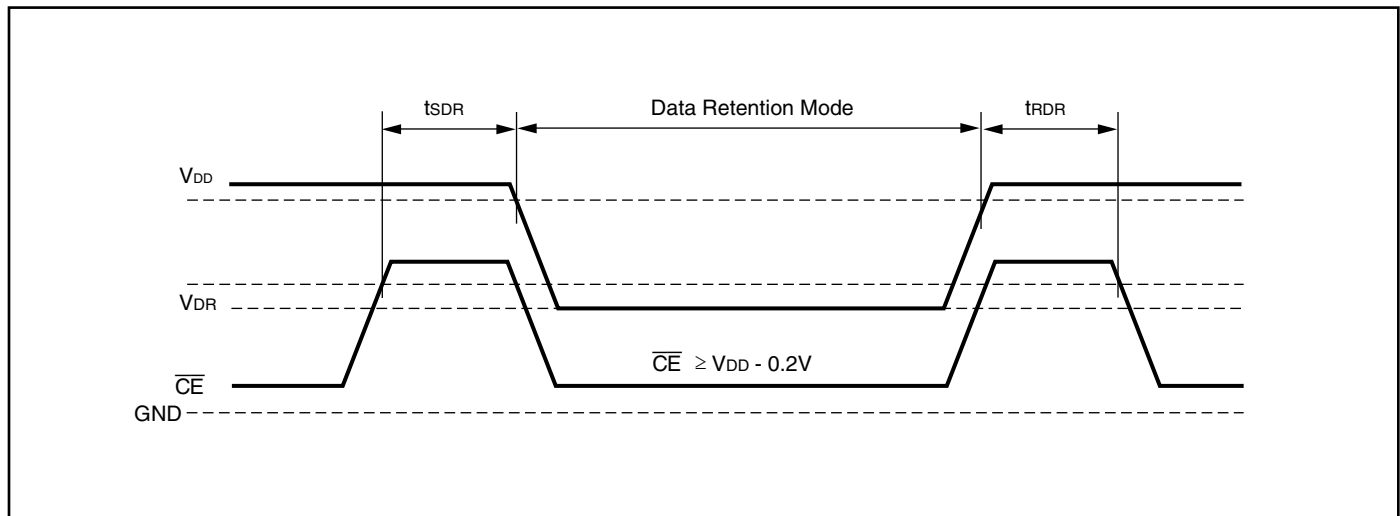 tSDR Data Retention Mode tRDR
VDD
VDR
CE ≥ VDD - 0.2V
CE
GND